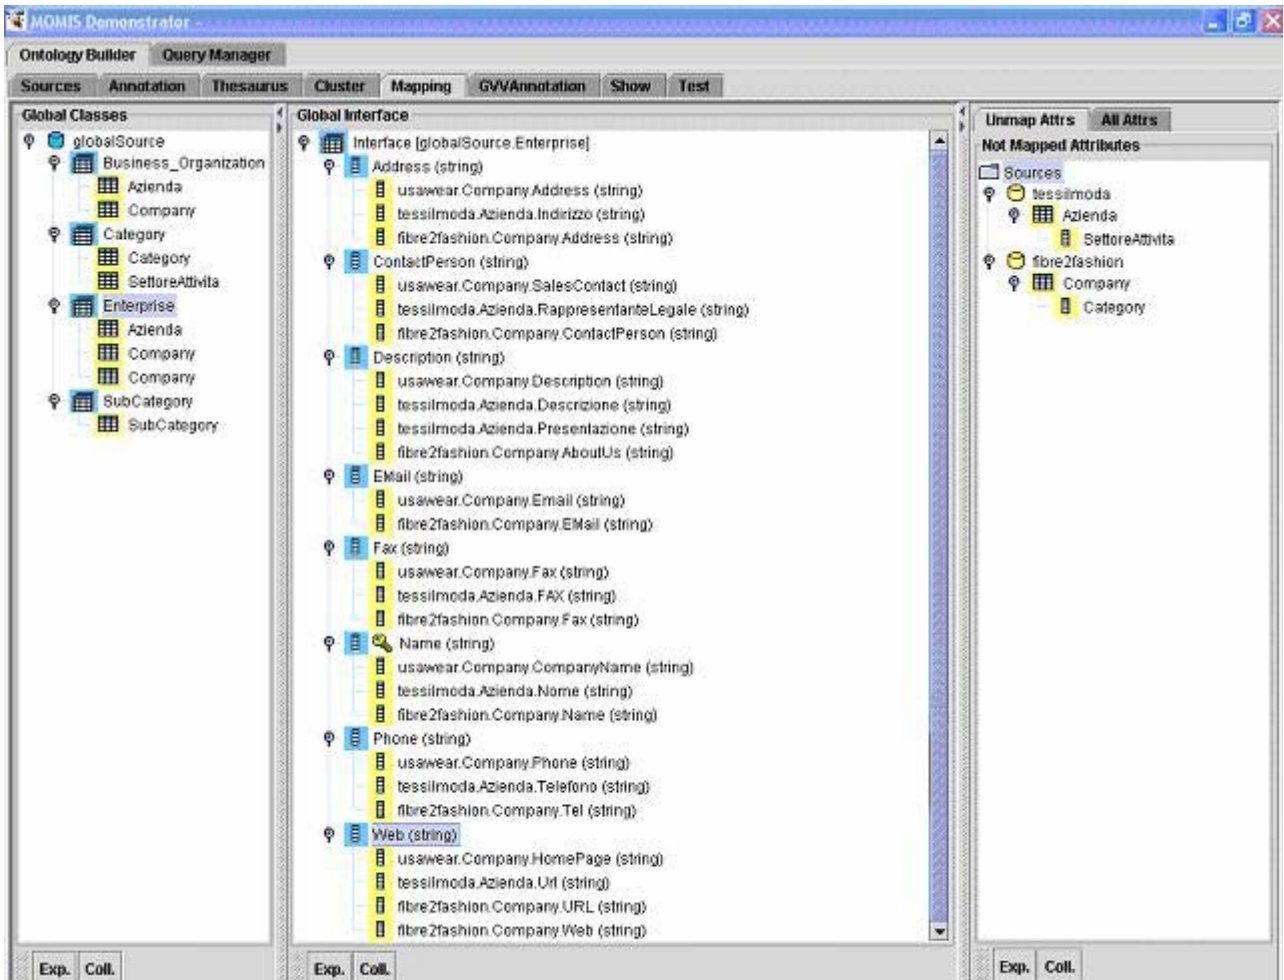 MOMIS Demonstrator -
Ontology Builder Query Manager
Sources Annotation Thesaurus Cluster Mapping GVVAnnotation Show Test
Global Classes
globalSource
Business_Organization
Azienda
Company
Category
Category
SettoreAttivita
Enterprise
Azienda
Company
Company
SubCategory
SubCategory
Exp. Coll.
Global Interface
Interface [globalSource.Enterprise]
Address (string)
usawear.Company.Address (string)
tessilmoda.Azienda.Indirizzo (string)
fibre2fashion.Company.Address (string)
ContactPerson (string)
usawear.Company.SalesContact (string)
tessilmoda.Azienda.RappresentanteLegale (string)
fibre2fashion.Company.ContactPerson (string)
Description (string)
usawear.Company.Description (string)
tessilmoda.Azienda.Descrizione (string)
tessilmoda.Azienda.Presentazione (string)
fibre2fashion.Company.AboutUs (string)
EMail (string)
usawear.Company.Email (string)
fibre2fashion.Company.EMail (string)
Fax (string)
usawear.Company.Fax (string)
tessilmoda.Azienda.FAX (string)
fibre2fashion.Company.Fax (string)
Name (string)
usawear.Company.CompanyName (string)
tessilmoda.Azienda.Nome (string)
fibre2fashion.Company.Name (string)
Phone (string)
usawear.Company.Phone (string)
tessilmoda.Azienda.Telefono (string)
fibre2fashion.Company.Tel (string)
Web (string)
usawear.Company.HomePage (string)
tessilmoda.Azienda.Url (string)
fibre2fashion.Company.URL (string)
fibre2fashion.Company.Web (string)
Exp. Coll.
Unmap Attrs All Attrs
Not Mapped Attributes
Sources
tessilmoda
Azienda
SettoreAttivita
fibre2fashion
Company
Category
Exp. Coll.